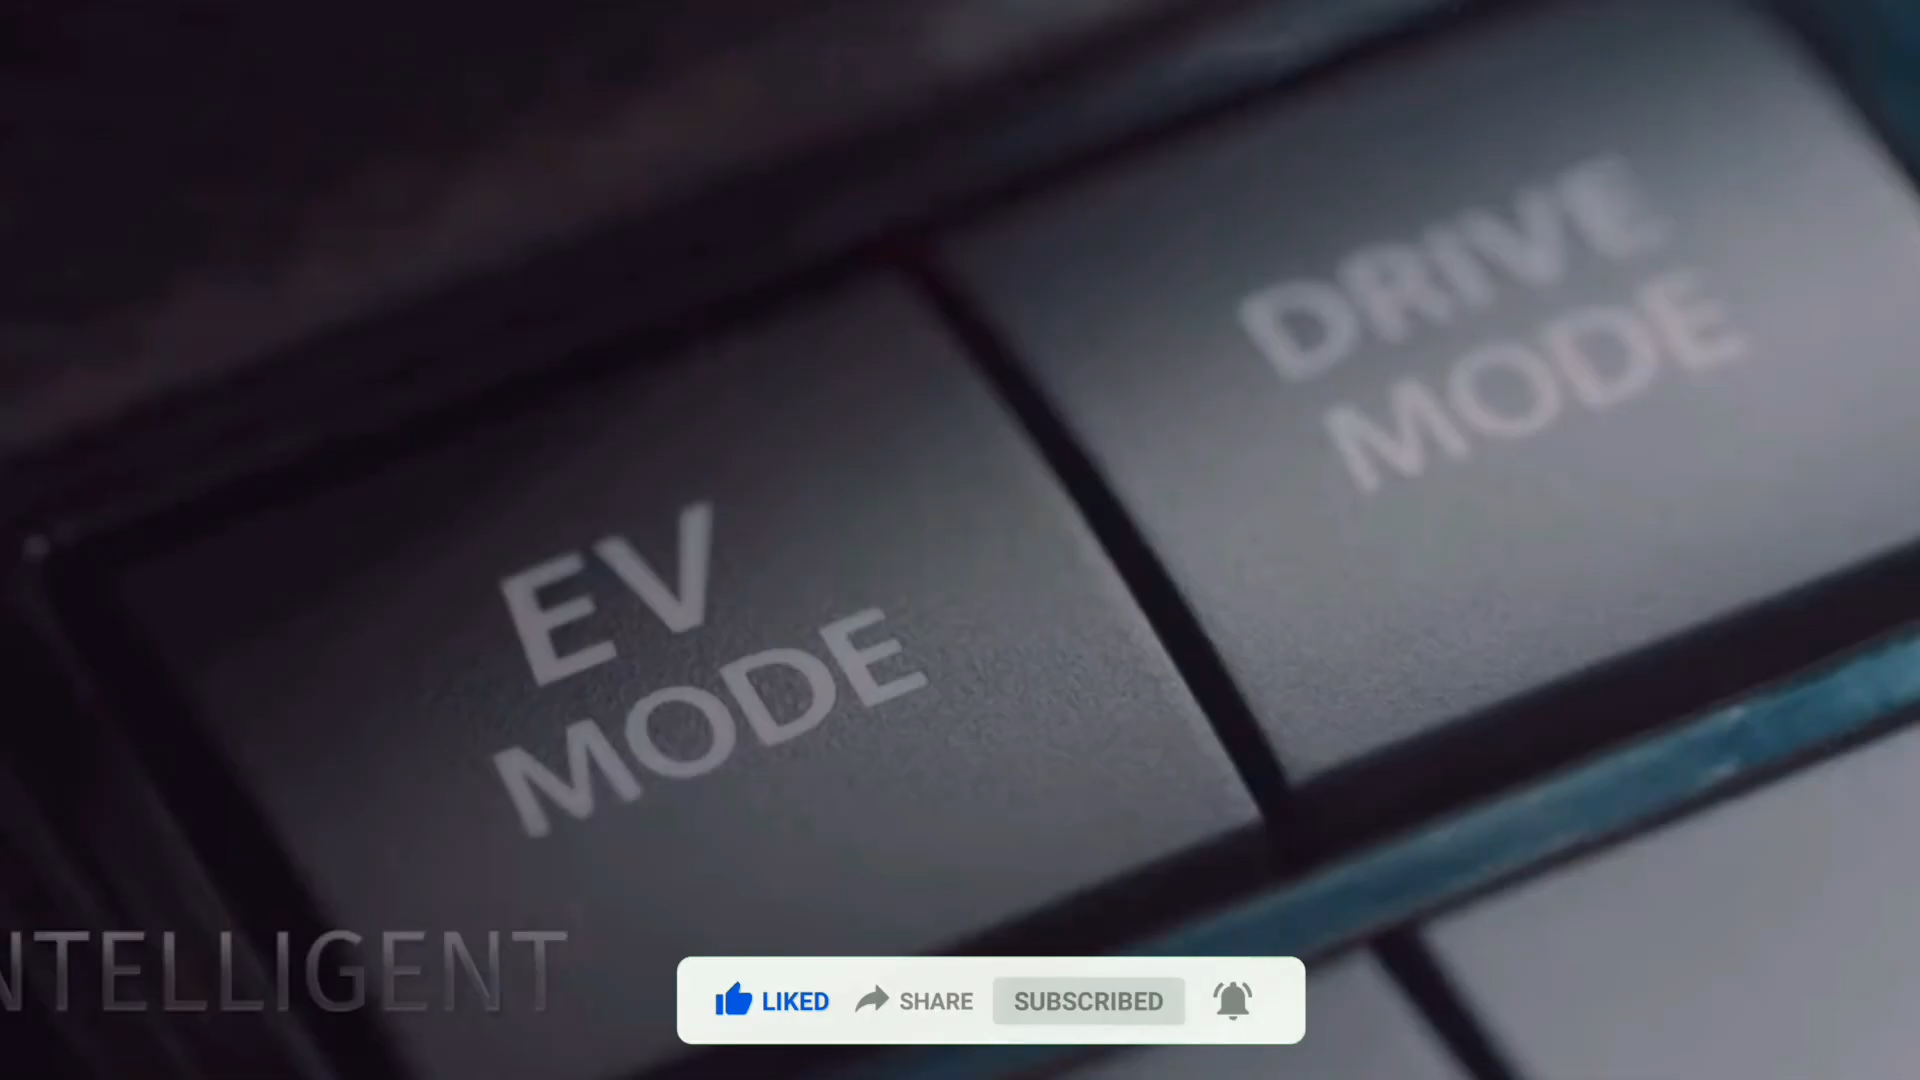 DRIVE
MODE
EV
MODE
NTELLIGENT
LIKED
SHARE
SUBSCRIBED